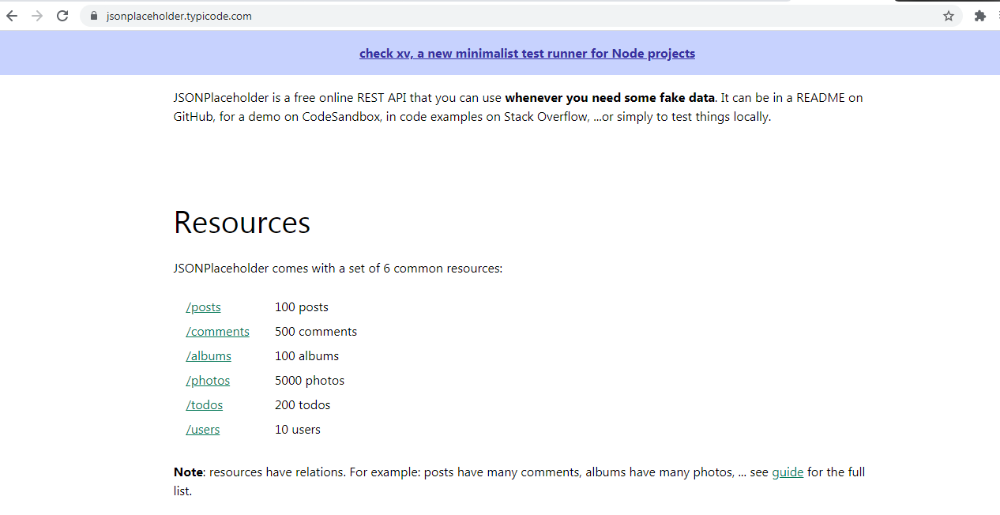 jsonplaceholder.typicode.com
check xv, a new minimalist test runner for Node projects
JSONPlaceholder is a free online REST API that you can use whenever you need some fake data. It can be in a README on
GitHub, for a demo on CodeSandbox, in code examples on Stack Overflow, ...or simply to test things locally.
Resources
JSONPlaceholder comes with a set of 6 common resources:
/posts 100 posts
/comments 500 comments
/albums 100 albums
/photos 5000 photos
/todos 200 todos
/users 10 users
Note: resources have relations. For example: posts have many comments, albums have many photos, ... see guide for the full
list.